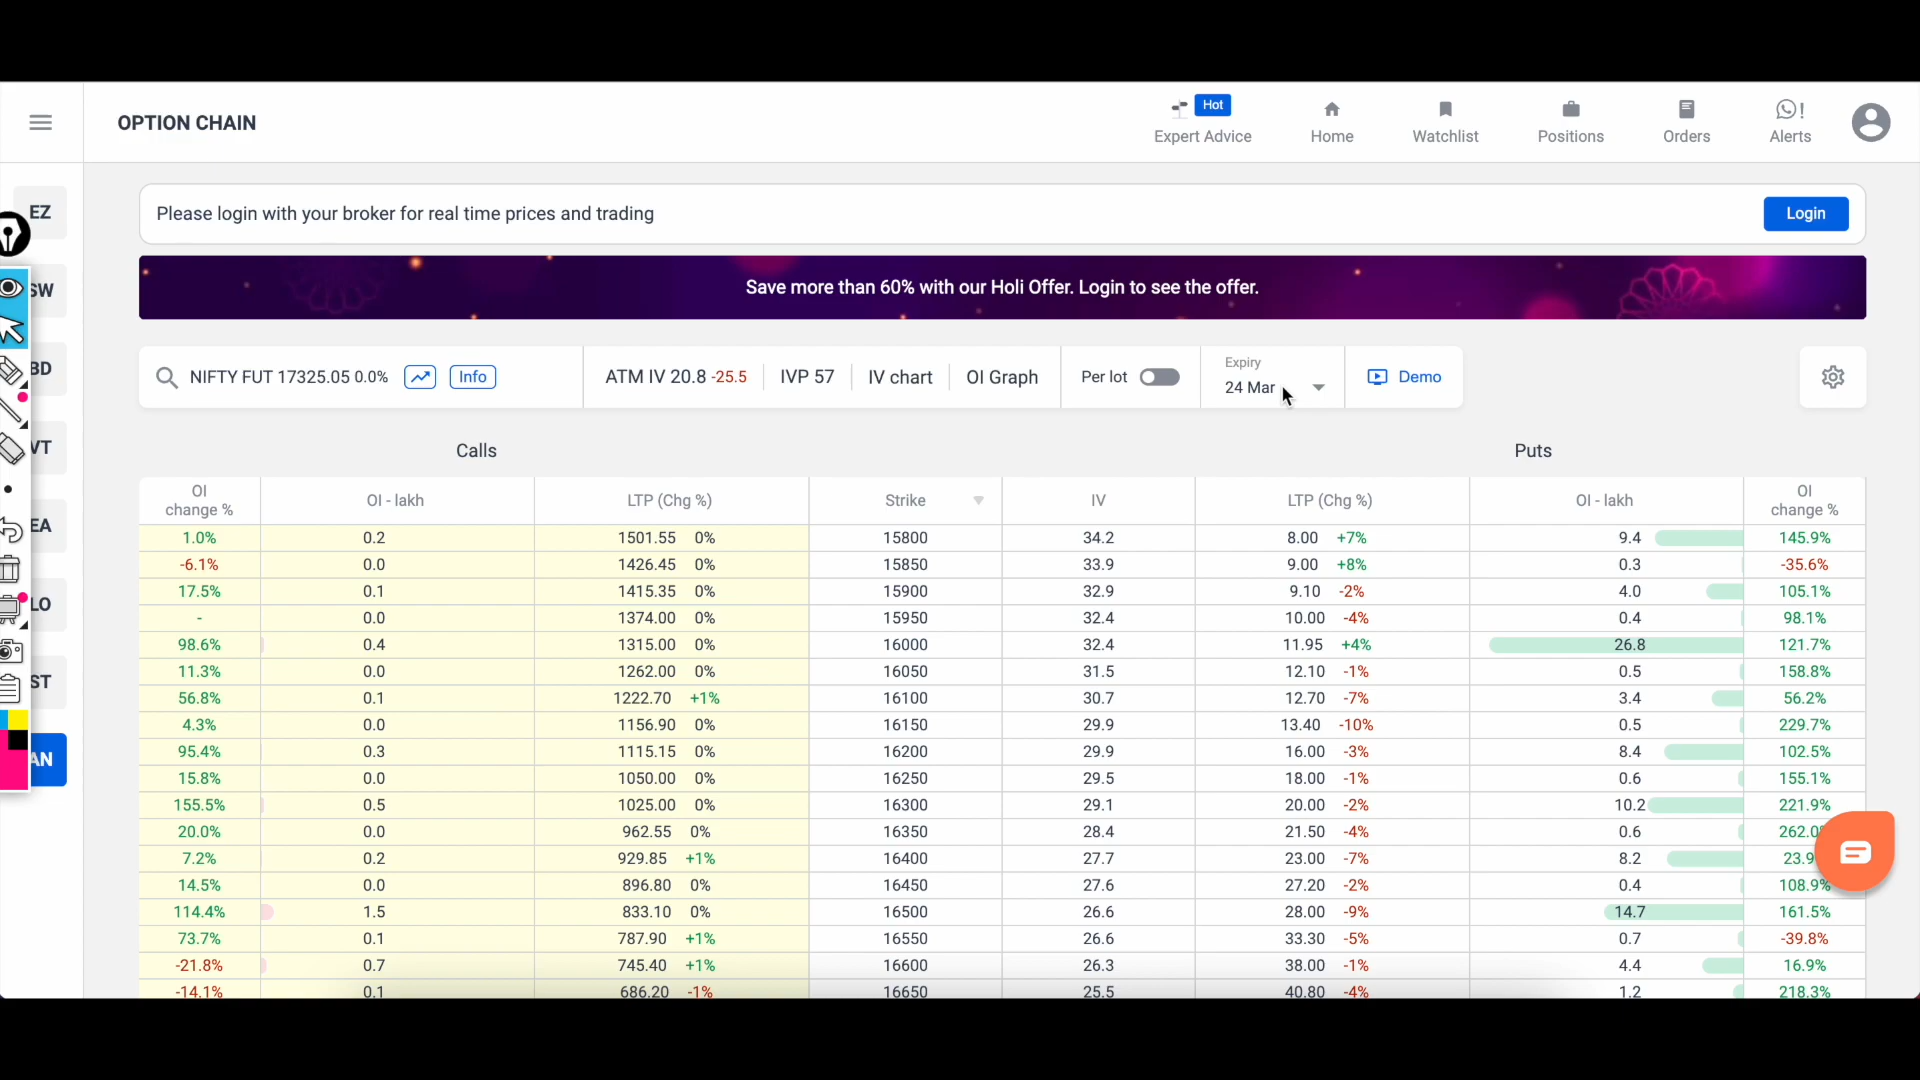 Hot
OPTION CHAIN
Expert Advice Home Watchlist Positions Orders Alerts
EZ
SW
BD
VT
EA
LO
ST
AN
Please login with your broker for real time prices and trading
Login
Save more than 60% with our Holi Offer. Login to see the offer.
NIFTY FUT 17325.05 0.0% Info ATM IV 20.8 -25.5 IVP 57 IV chart OI Graph Per lot Expiry 24 Mar Demo
Calls Puts
OI change % OI - lakh LTP (Chg %) Strike IV LTP (Chg %) OI - lakh OI change %
1.0% 0.2 1501.55 0% 15800 34.2 8.00 +7% 9.4 145.9%
-6.1% 0.0 1426.45 0% 15850 33.9 9.00 +8% 0.3 -35.6%
17.5% 0.1 1415.35 0% 15900 32.9 9.10 -2% 4.0 105.1%
- 0.0 1374.00 0% 15950 32.4 10.00 -4% 0.4 98.1%
98.6% 0.4 1315.00 0% 16000 32.4 11.95 +4% 26.8 121.7%
11.3% 0.0 1262.00 0% 16050 31.5 12.10 -1% 0.5 158.8%
56.8% 0.1 1222.70 +1% 16100 30.7 12.70 -7% 3.4 56.2%
4.3% 0.0 1156.90 0% 16150 29.9 13.40 -10% 0.5 229.7%
95.4% 0.3 1115.15 0% 16200 29.9 16.00 -3% 8.4 102.5%
15.8% 0.0 1050.00 0% 16250 29.5 18.00 -1% 0.6 155.1%
155.5% 0.5 1025.00 0% 16300 29.1 20.00 -2% 10.2 221.9%
20.0% 0.0 962.55 0% 16350 28.4 21.50 -4% 0.6 262.0
7.2% 0.2 929.85 +1% 16400 27.7 23.00 -7% 8.2 23.9
14.5% 0.0 896.80 0% 16450 27.6 27.20 -2% 0.4 108.9%
114.4% 1.5 833.10 0% 16500 26.6 28.00 -9% 14.7 161.5%
73.7% 0.1 787.90 +1% 16550 26.6 33.30 -5% 0.7 -39.8%
-21.8% 0.7 745.40 +1% 16600 26.3 38.00 -1% 4.4 16.9%
-14.1% 0.1 686.20 -1% 16650 25.5 40.80 -4% 1.2 218.3%